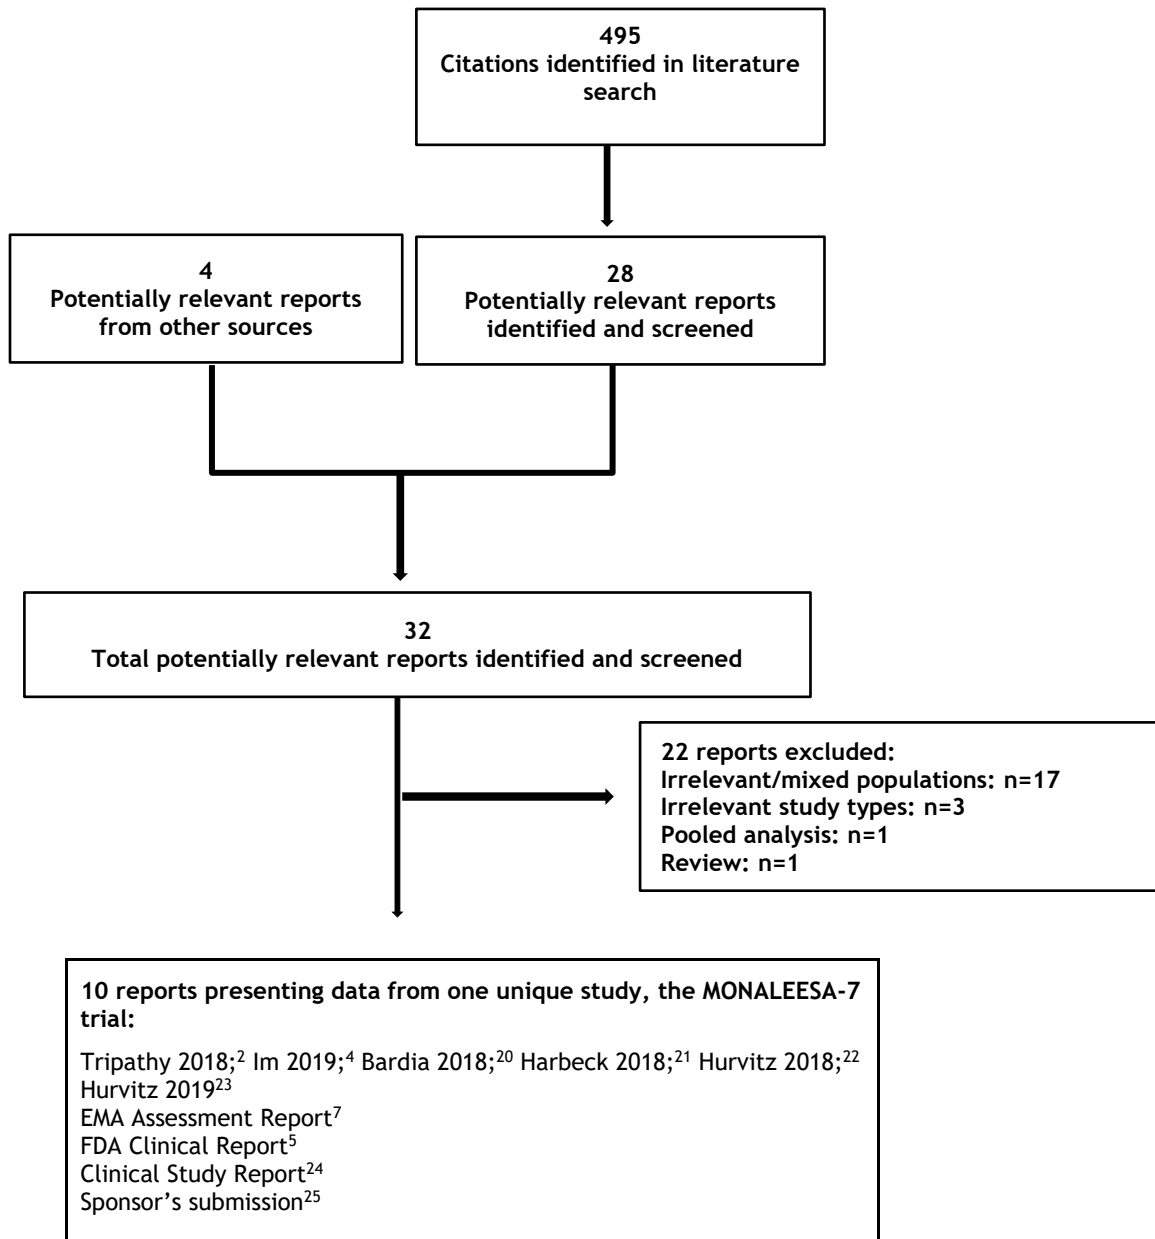 495
Citations identified in literature
search
4
Potentially relevant reports
from other sources
28
Potentially relevant reports
identified and screened
32
Total potentially relevant reports identified and screened
22 reports excluded:
Irrelevant/mixed populations: n=17
Irrelevant study types: n=3
Pooled analysis: n=1
Review: n=1
10 reports presenting data from one unique study, the MONALEESA-7
trial:
Tripathy 2018;² Im 2019;⁴ Bardia 2018;²⁰ Harbeck 2018;²¹ Hurvitz 2018;²²
Hurvitz 2019²³
EMA Assessment Report⁷
FDA Clinical Report⁵
Clinical Study Report²⁴
Sponsor’s submission²⁵